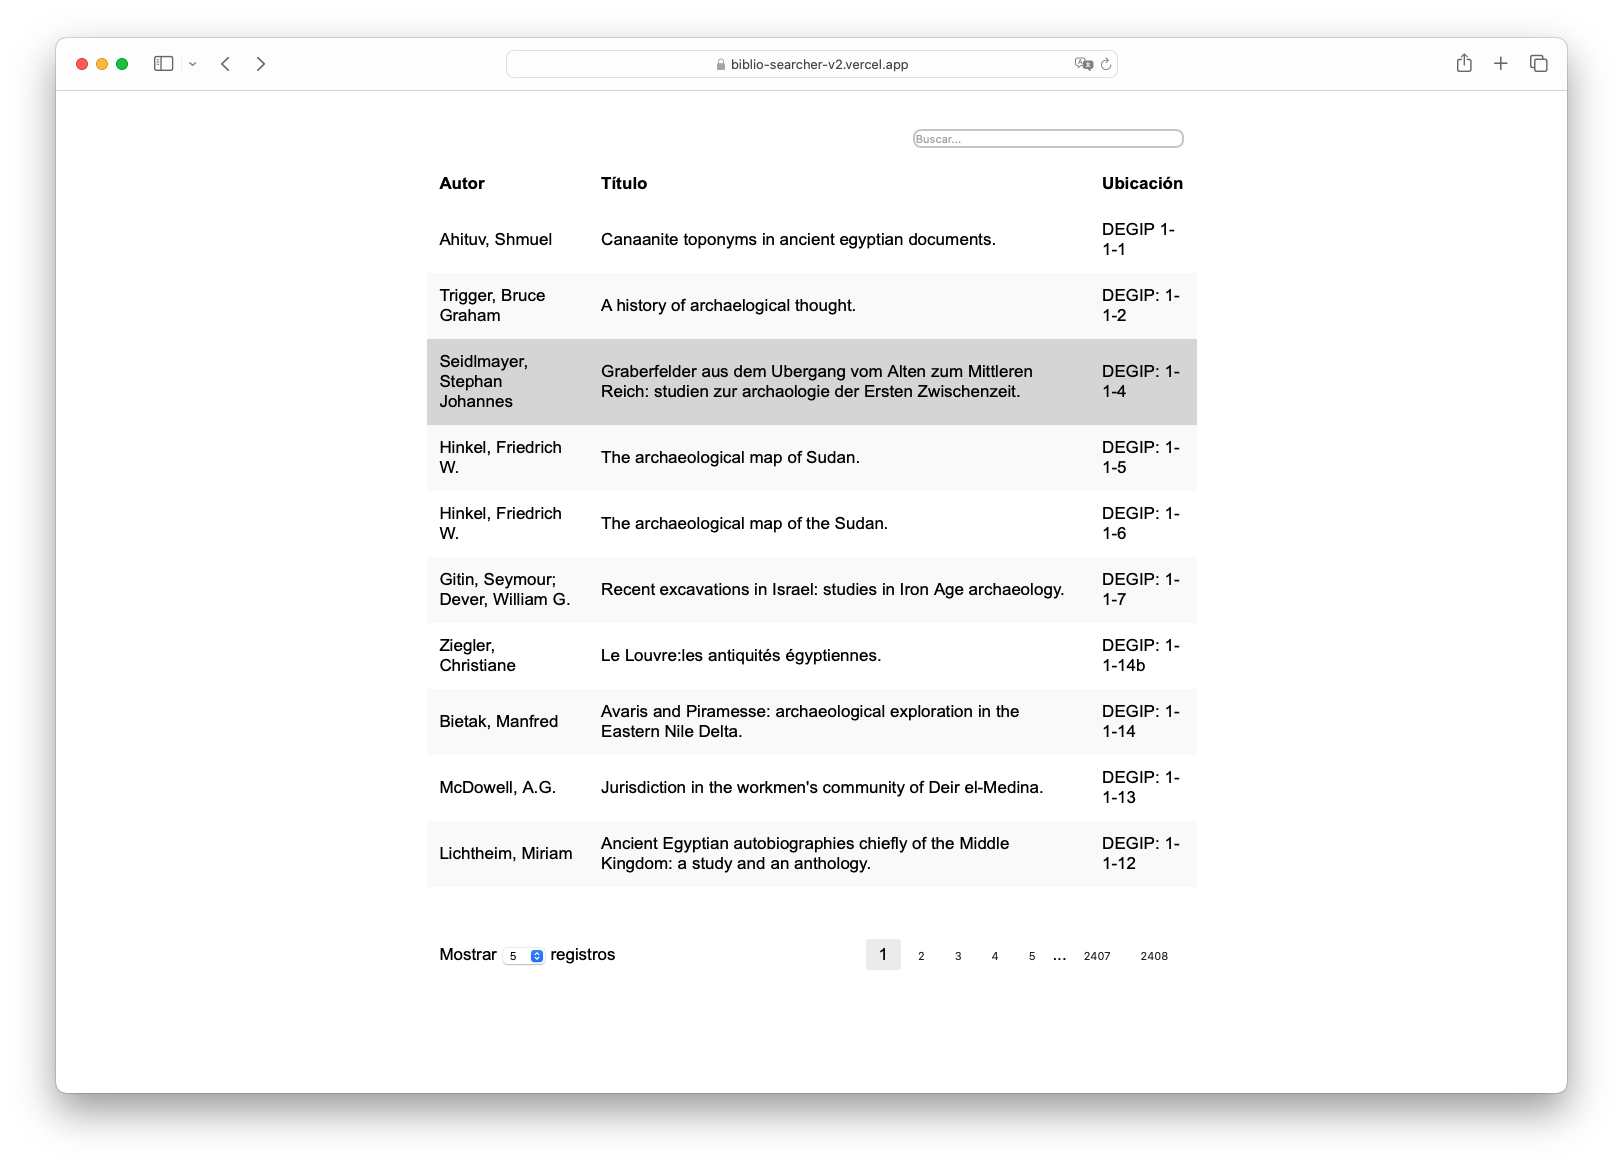 biblio-searcher-v2.vercel.app
Buscar...
Autor Título Ubicación
Ahituv, Shmuel
Canaanite toponyms in ancient egyptian documents.
DEGIP 1-
1-1
Trigger, Bruce
Graham
A history of archaelogical thought.
DEGIP: 1-
1-2
Seidlmayer,
Stephan
Johannes
Graberfelder aus dem Ubergang vom Alten zum Mittleren
Reich: studien zur archaologie der Ersten Zwischenzeit.
DEGIP: 1-
1-4
Hinkel, Friedrich
W.
The archaeological map of Sudan.
DEGIP: 1-
1-5
Hinkel, Friedrich
W.
The archaeological map of the Sudan.
DEGIP: 1-
1-6
Gitin, Seymour;
Dever, William G.
Recent excavations in Israel: studies in Iron Age archaeology.
DEGIP: 1-
1-7
Ziegler,
Christiane
Le Louvre:les antiquités égyptiennes.
DEGIP: 1-
1-14b
Bietak, Manfred
Avaris and Piramesse: archaeological exploration in the
Eastern Nile Delta.
DEGIP: 1-
1-14
McDowell, A.G.
Jurisdiction in the workmen's community of Deir el-Medina.
DEGIP: 1-
1-13
Lichtheim, Miriam
Ancient Egyptian autobiographies chiefly of the Middle
Kingdom: a study and an anthology.
DEGIP: 1-
1-12
Mostrar 5 registros 1 2 3 4 5 ... 2407 2408